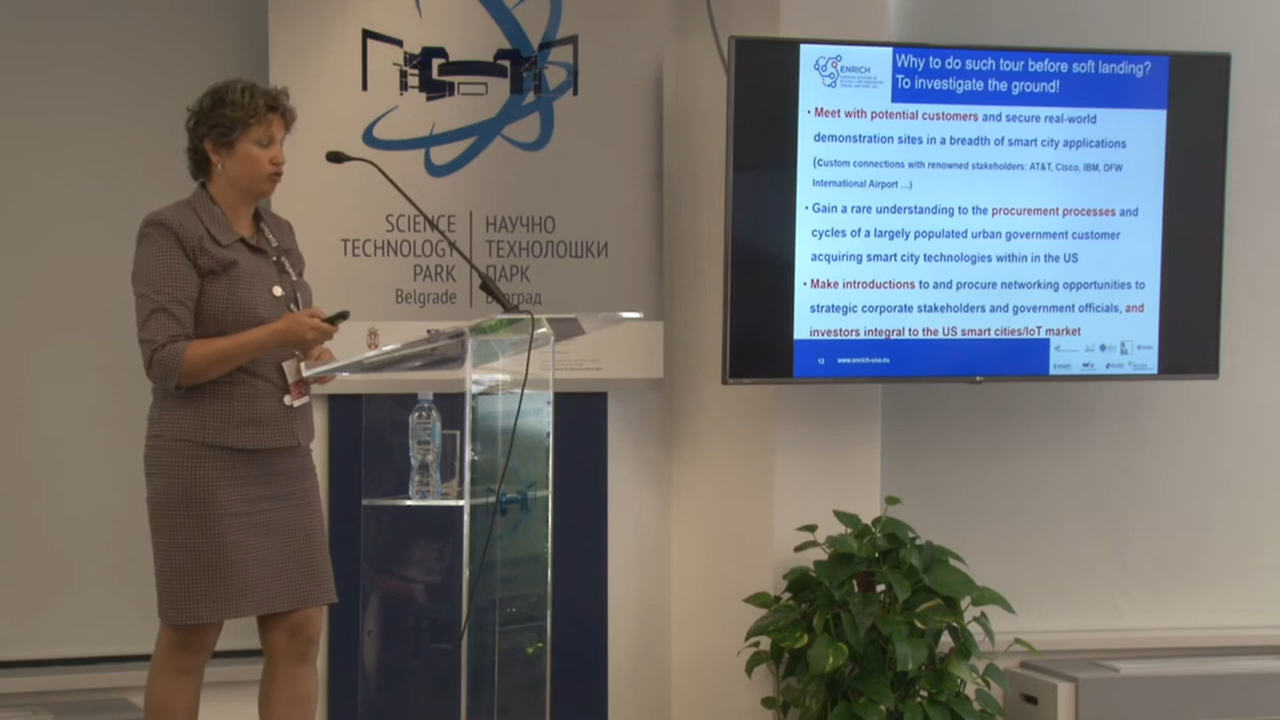 SCIENCE
TECHNOLOGY
PARK
Belgrade
НАУЧНО
ТЕХНОЛОШКИ
ПАРК
Београд
ENRICH
Why to do such tour before soft landing?
To investigate the ground!
• Meet with potential customers and secure real-world
demonstration sites in a breadth of smart city applications
(Custom connections with renowned stakeholders: AT&T, Cisco, IBM, DFW
International Airport ...)
• Gain a rare understanding to the procurement processes and
cycles of a largely populated urban government customer
acquiring smart city technologies within in the US
• Make introductions to and procure networking opportunities to
strategic corporate stakeholders and government officials, and
investors integral to the US smart cities/IoT market
12 www.enrich-usa.eu